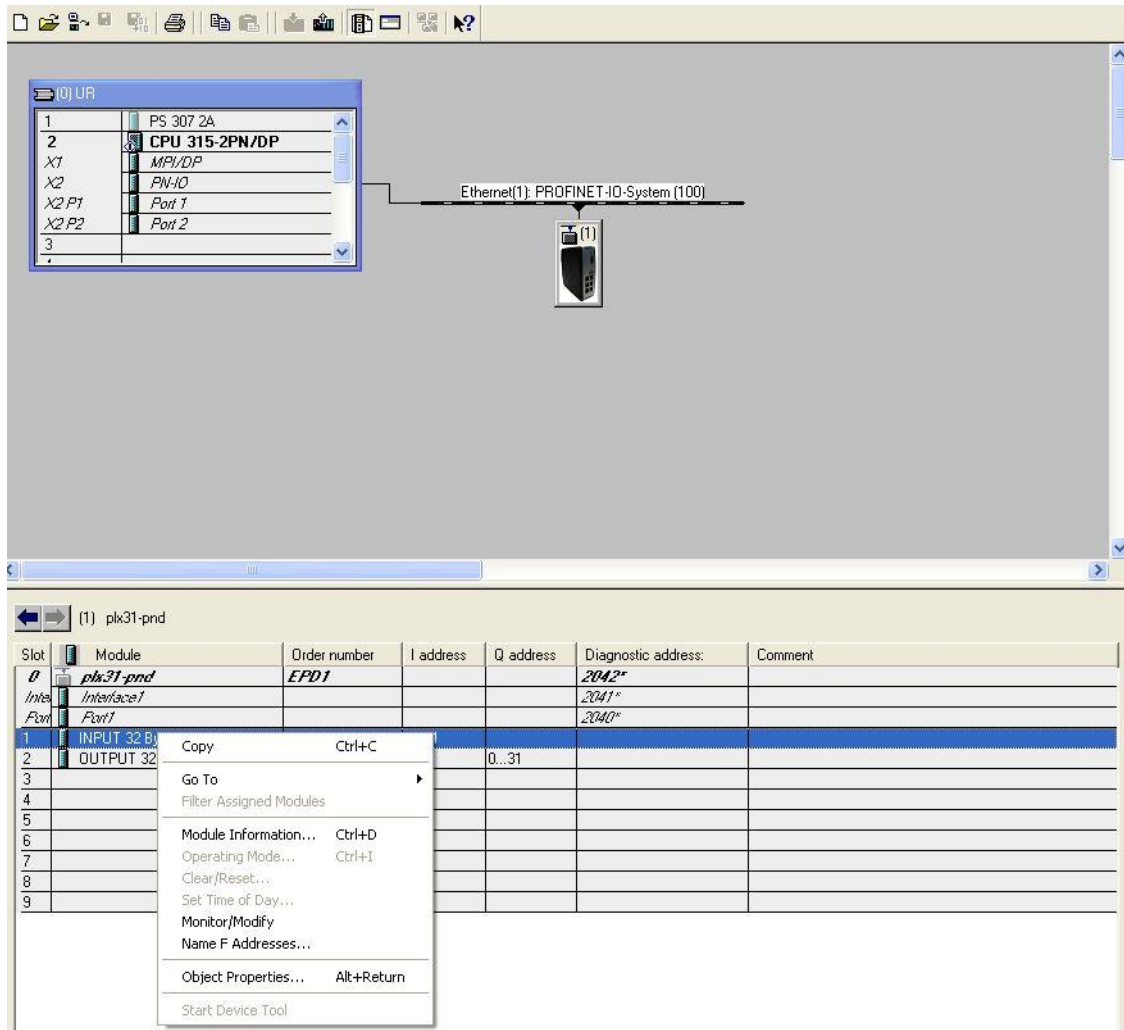 (0) UR
1 PS 307 2A
2 CPU 315-2PN/DP
X1 MPI/DP
X2 PN-IO
X2 P1 Port 1
X2 P2 Port 2
3
Ethernet(1): PROFINET-IO-System (100)
(1)
(1) plx31-pnd
Slot Module Order number I address Q address Diagnostic address: Comment
0 plx31-pnd EPD1 2042*
Inte Interface1 2041*
Port Port1 2040*
1 INPUT 32 By
2 OUTPUT 32 0...31
3
4
5
6
7
8
9
Copy Ctrl+C
Go To
Filter Assigned Modules
Module Information... Ctrl+D
Operating Mode... Ctrl+I
Clear/Reset...
Set Time of Day...
Monitor/Modify
Name F Addresses...
Object Properties... Alt+Return
Start Device Tool